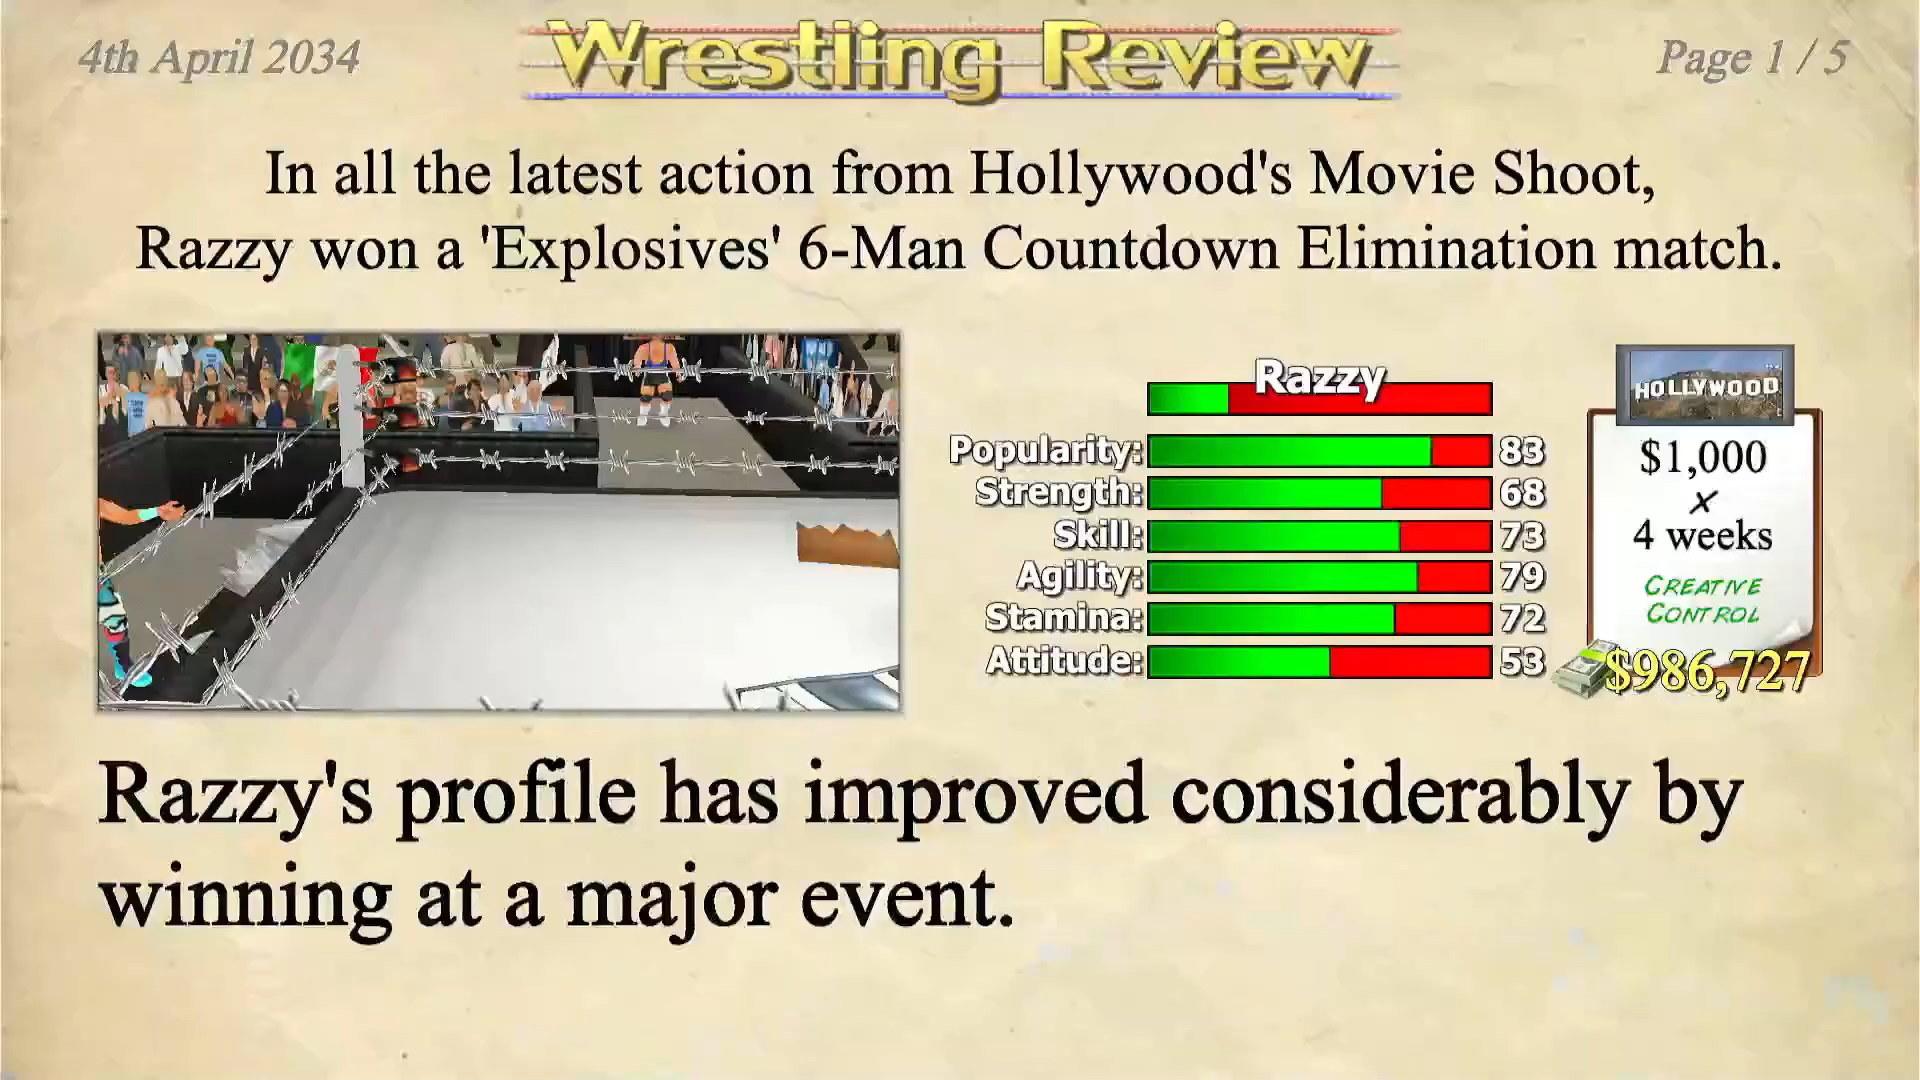 4th April 2034
Wrestling Review
Page 1 / 5
In all the latest action from Hollywood's Movie Shoot,
Razzy won a 'Explosives' 6-Man Countdown Elimination match.
Razzy
Popularity: 83
Strength: 68
Skill: 73
Agility: 79
Stamina: 72
Attitude: 53
HOLLYWOOD
$1,000
x
4 weeks
CREATIVE
CONTROL
$986,727
Razzy's profile has improved considerably by
winning at a major event.